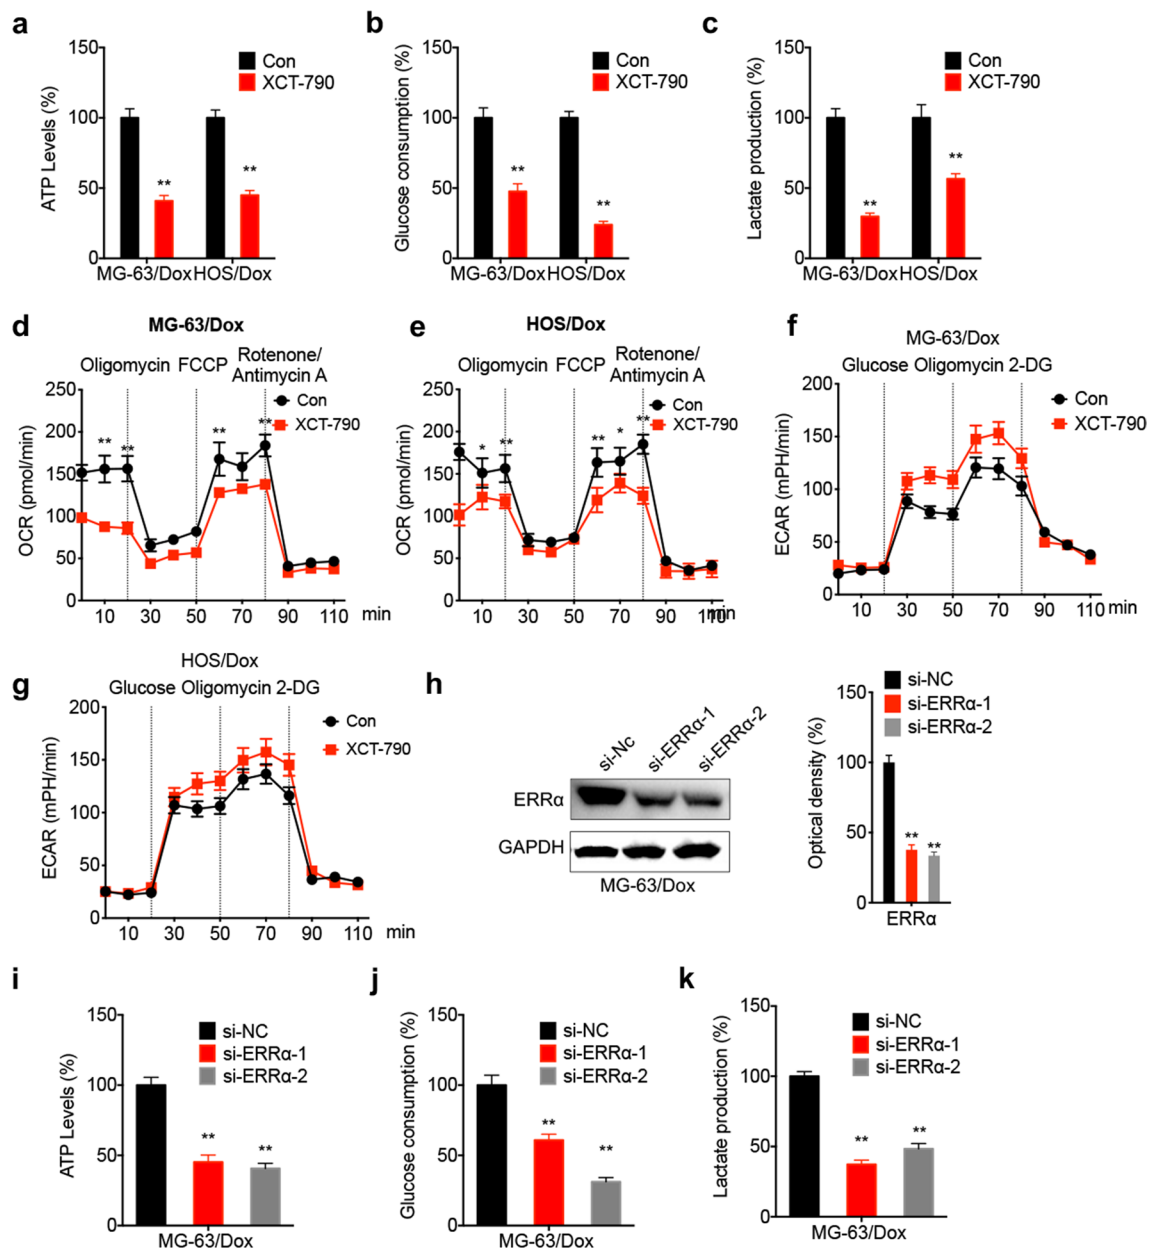 a
150
100
50
0
ATP Levels (%)
Con
XCT-790
**
**
MG-63/Dox HOS/Dox
b
150
100
50
0
Glucose consumption (%)
Con
XCT-790
**
**
MG-63/Dox HOS/Dox
c
150
100
50
0
Lactate production (%)
Con
XCT-790
**
**
MG-63/Dox HOS/Dox
d
MG-63/Dox
Oligomycin FCCP Rotenone/
Antimycin A
250
200
150
100
50
0
OCR (pmol/min)
Con
XCT-790
** ** ** **
10 30 50 70 90 110 min
e
HOS/Dox
Oligomycin FCCP Rotenone/
Antimycin A
250
200
150
100
50
0
OCR (pmol/min)
Con
XCT-790
* ** ** * **
10 30 50 70 90 110 min
f
MG-63/Dox
Glucose Oligomycin 2-DG
200
150
100
50
0
ECAR (mPH/min)
Con
XCT-790
10 30 50 70 90 110 min
g
HOS/Dox
Glucose Oligomycin 2-DG
200
150
100
50
0
ECAR (mPH/min)
Con
XCT-790
10 30 50 70 90 110 min
h
si-Nc si-ERRα-1 si-ERRα-2
ERRα
GAPDH
MG-63/Dox
si-NC
si-ERRα-1
si-ERRα-2
150
100
50
0
Optical density (%)
** **
ERRα
i
150
100
50
0
ATP Levels (%)
si-NC
si-ERRα-1
si-ERRα-2
** **
MG-63/Dox
j
150
100
50
0
Glucose consumption (%)
si-NC
si-ERRα-1
si-ERRα-2
**
**
MG-63/Dox
k
150
100
50
0
Lactate production (%)
si-NC
si-ERRα-1
si-ERRα-2
** **
MG-63/Dox